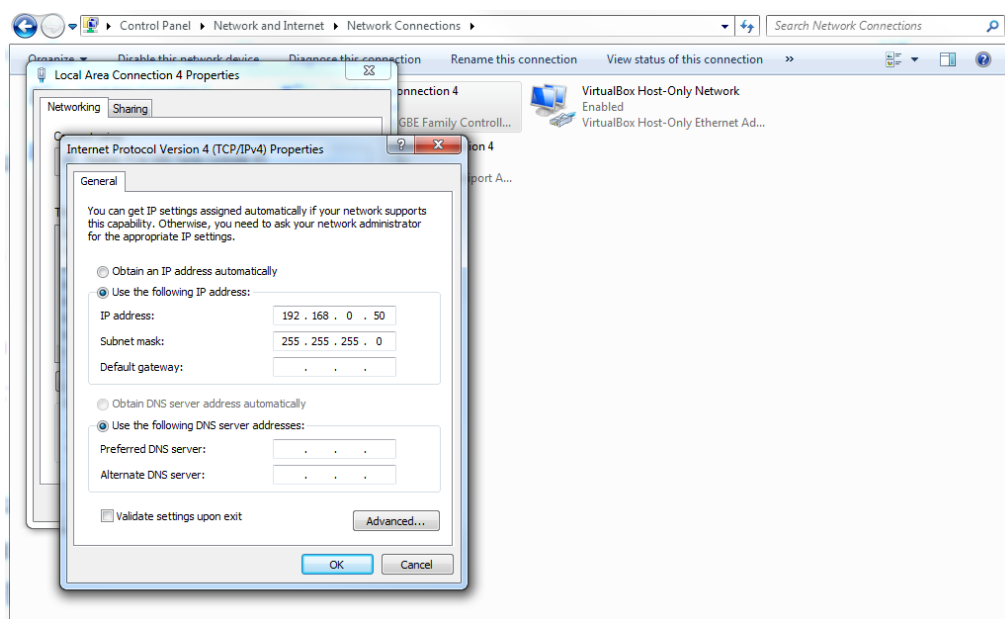 Control Panel ▸ Network and Internet ▸ Network Connections ▸
Search Network Connections
Organize Disable this network device Diagnose this connection Rename this connection View status of this connection »
Local Area Connection 4 Properties
Networking Sharing
onnection 4
GBE Family Controll...
VirtualBox Host-Only Network
Enabled
VirtualBox Host-Only Ethernet Ad...
ion 4
port A...
Internet Protocol Version 4 (TCP/IPv4) Properties
General
You can get IP settings assigned automatically if your network supports
this capability. Otherwise, you need to ask your network administrator
for the appropriate IP settings.
Obtain an IP address automatically
Use the following IP address:
IP address: 192 . 168 . 0 . 50
Subnet mask: 255 . 255 . 255 . 0
Default gateway: . . .
Obtain DNS server address automatically
Use the following DNS server addresses:
Preferred DNS server: . . .
Alternate DNS server: . . .
Validate settings upon exit
Advanced...
OK Cancel